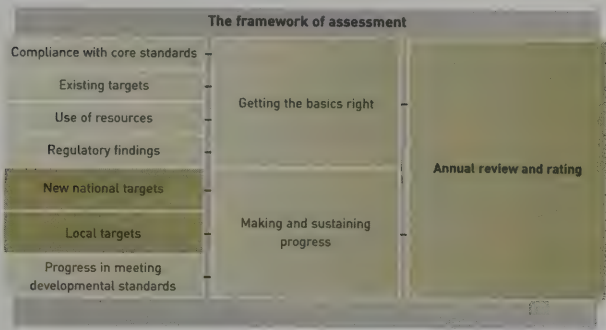 The framework of assessment
Compliance with core standards
Existing targets
Use of resources
Regulatory findings
New national targets
Local targets
Progress in meeting
developmental standards
Getting the basics right
Making and sustaining
progress
Annual review and rating